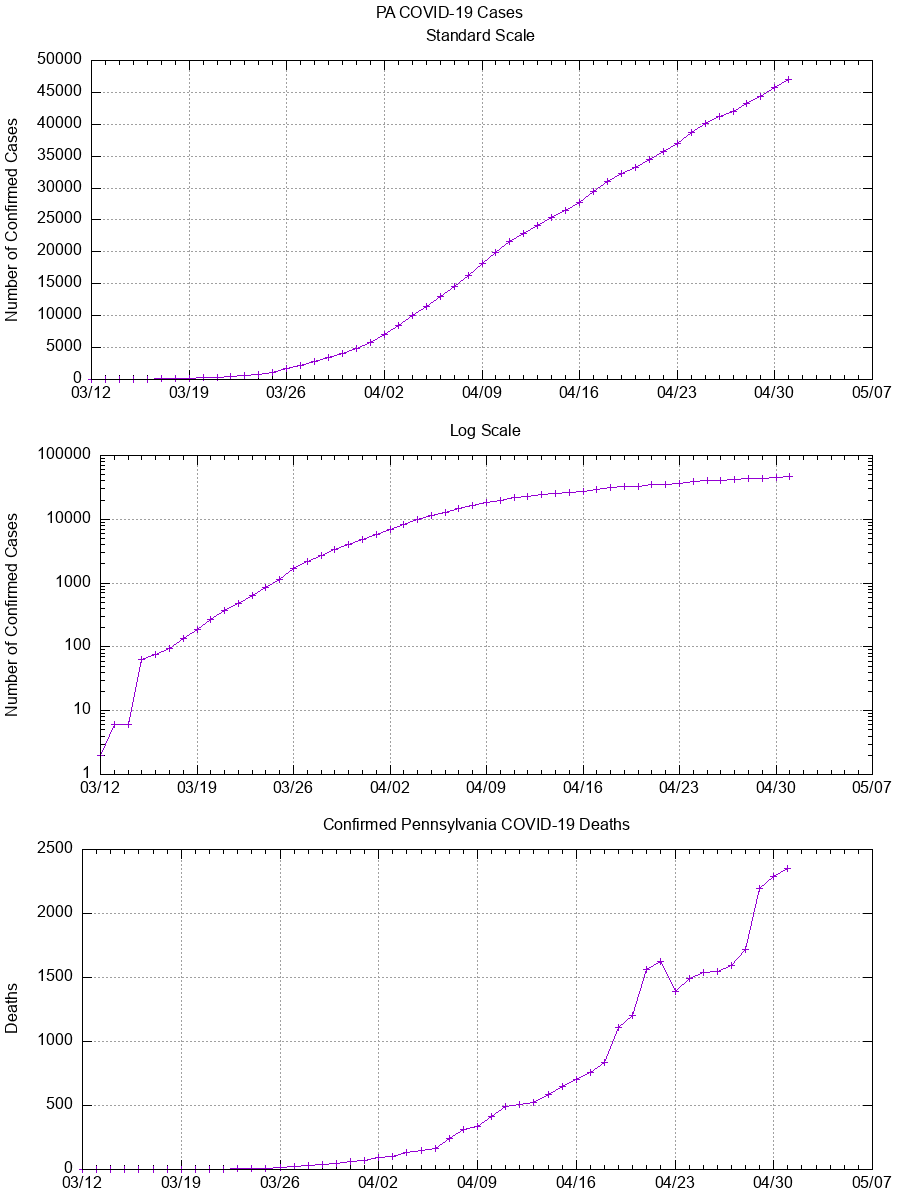 PA COVID-19 Cases
Standard Scale
50000
45000
40000
35000
30000
25000
20000
15000
10000
5000
0
Number of Confirmed Cases
03/12 03/19 03/26 04/02 04/09 04/16 04/23 04/30 05/07
Log Scale
100000
10000
1000
100
10
1
Number of Confirmed Cases
03/12 03/19 03/26 04/02 04/09 04/16 04/23 04/30 05/07
Confirmed Pennsylvania COVID-19 Deaths
2500
2000
1500
1000
500
0
Deaths
03/12 03/19 03/26 04/02 04/09 04/16 04/23 04/30 05/07